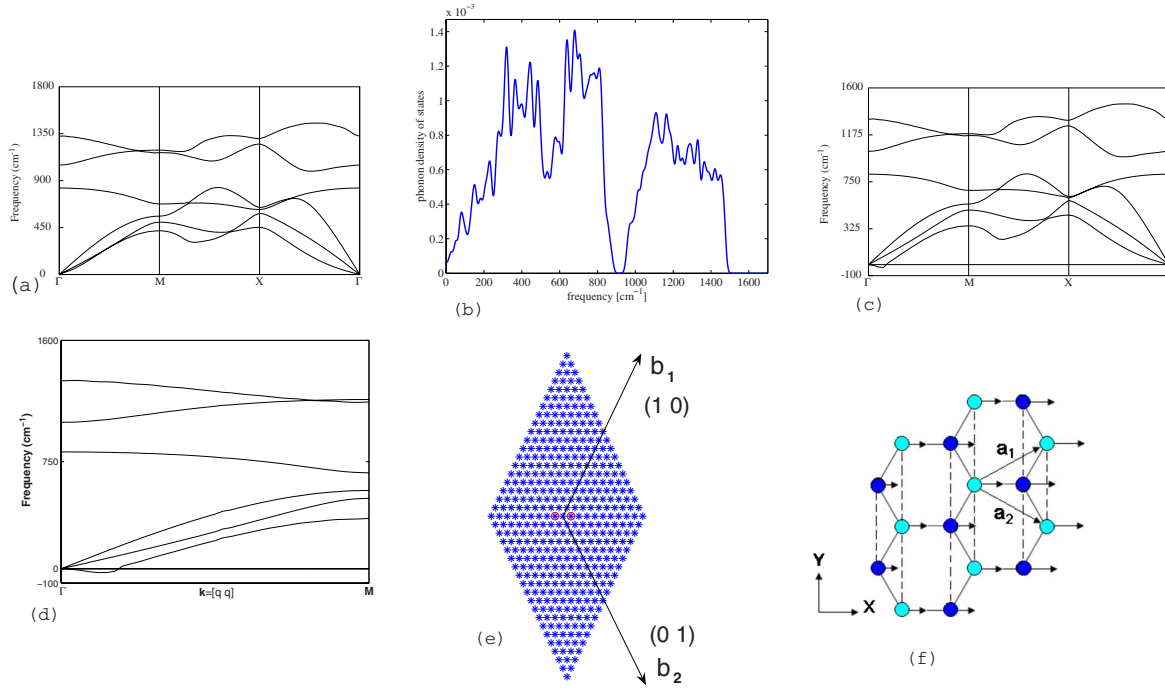 1800
1350
900
450
0
Frequency (cm⁻¹)
Γ M X Γ
(a)
x 10⁻³
1.4
1.2
1
0.8
0.6
0.4
0.2
0
phonon density of states
0 200 400 600 800 1000 1200 1400 1600
frequency [cm⁻¹]
(b)
1600
1175
750
325
-100
Frequency (cm⁻¹)
Γ M X
(c)
1600
750
0
−100
Frequency (cm⁻¹)
Γ k=[q q] M
(d)
b₁
(1 0)
(0 1)
b₂
(e)
a₁
a₂
Y
X
(f)